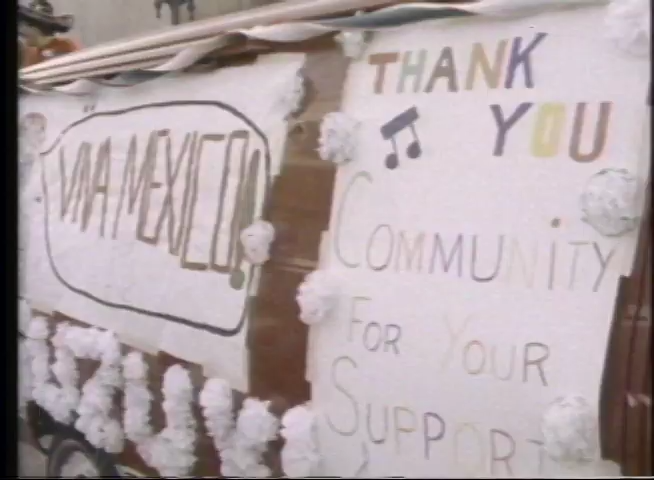 VIVA MEXICO!
THANK
YOU
COMMUNITY
FOR YOUR
SUPPORT